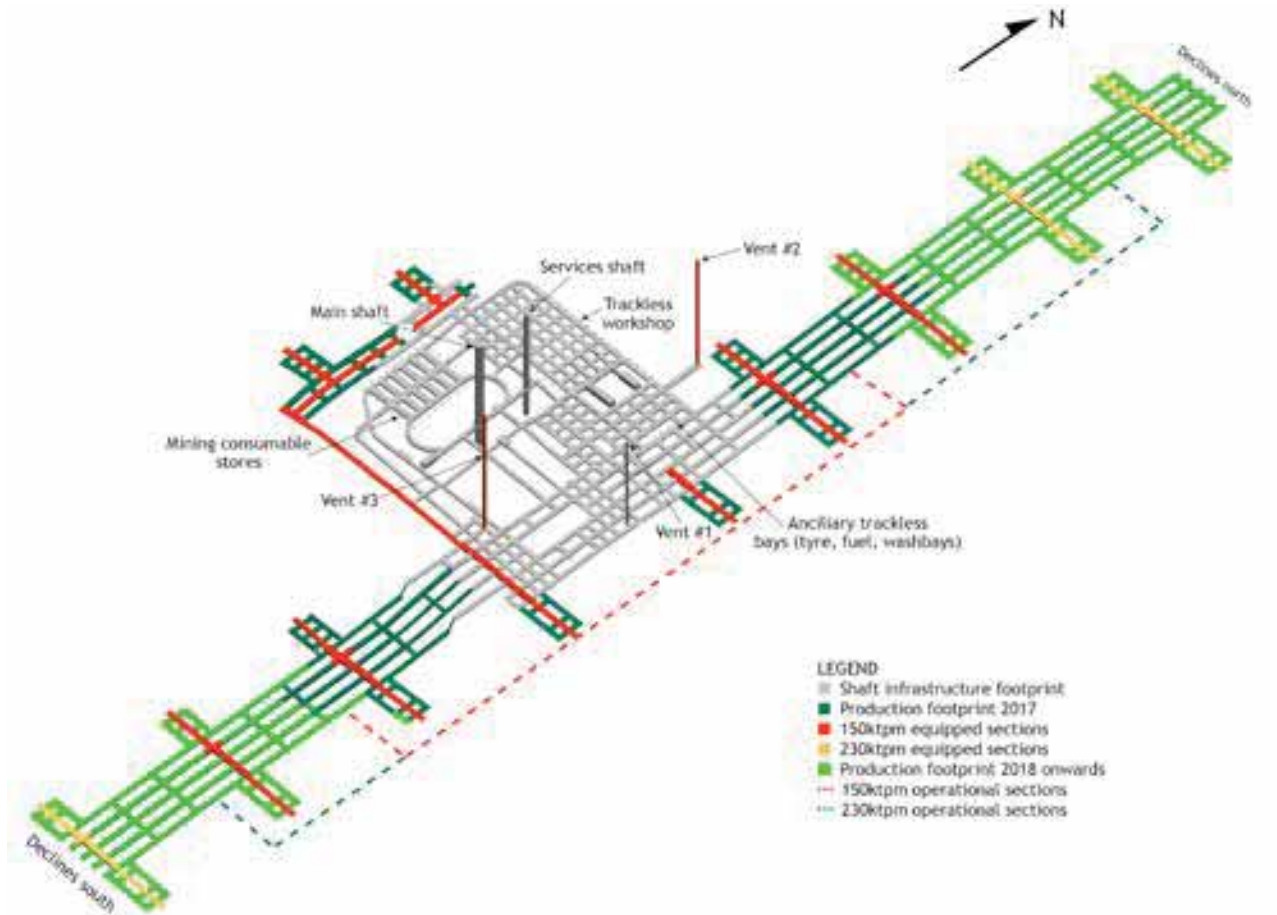 N
Declines north
Vent #2
Services shaft
Main shaft
Trackless
workshop
Mining consumable
stores
Vent #3
Vent #1
Ancillary trackless
bays (tyre, fuel, washbays)
Declines south
LEGEND
Shaft infrastructure footprint
Production footprint 2017
150ktpm equipped sections
230ktpm equipped sections
Production footprint 2018 onwards
150ktpm operational sections
230ktpm operational sections